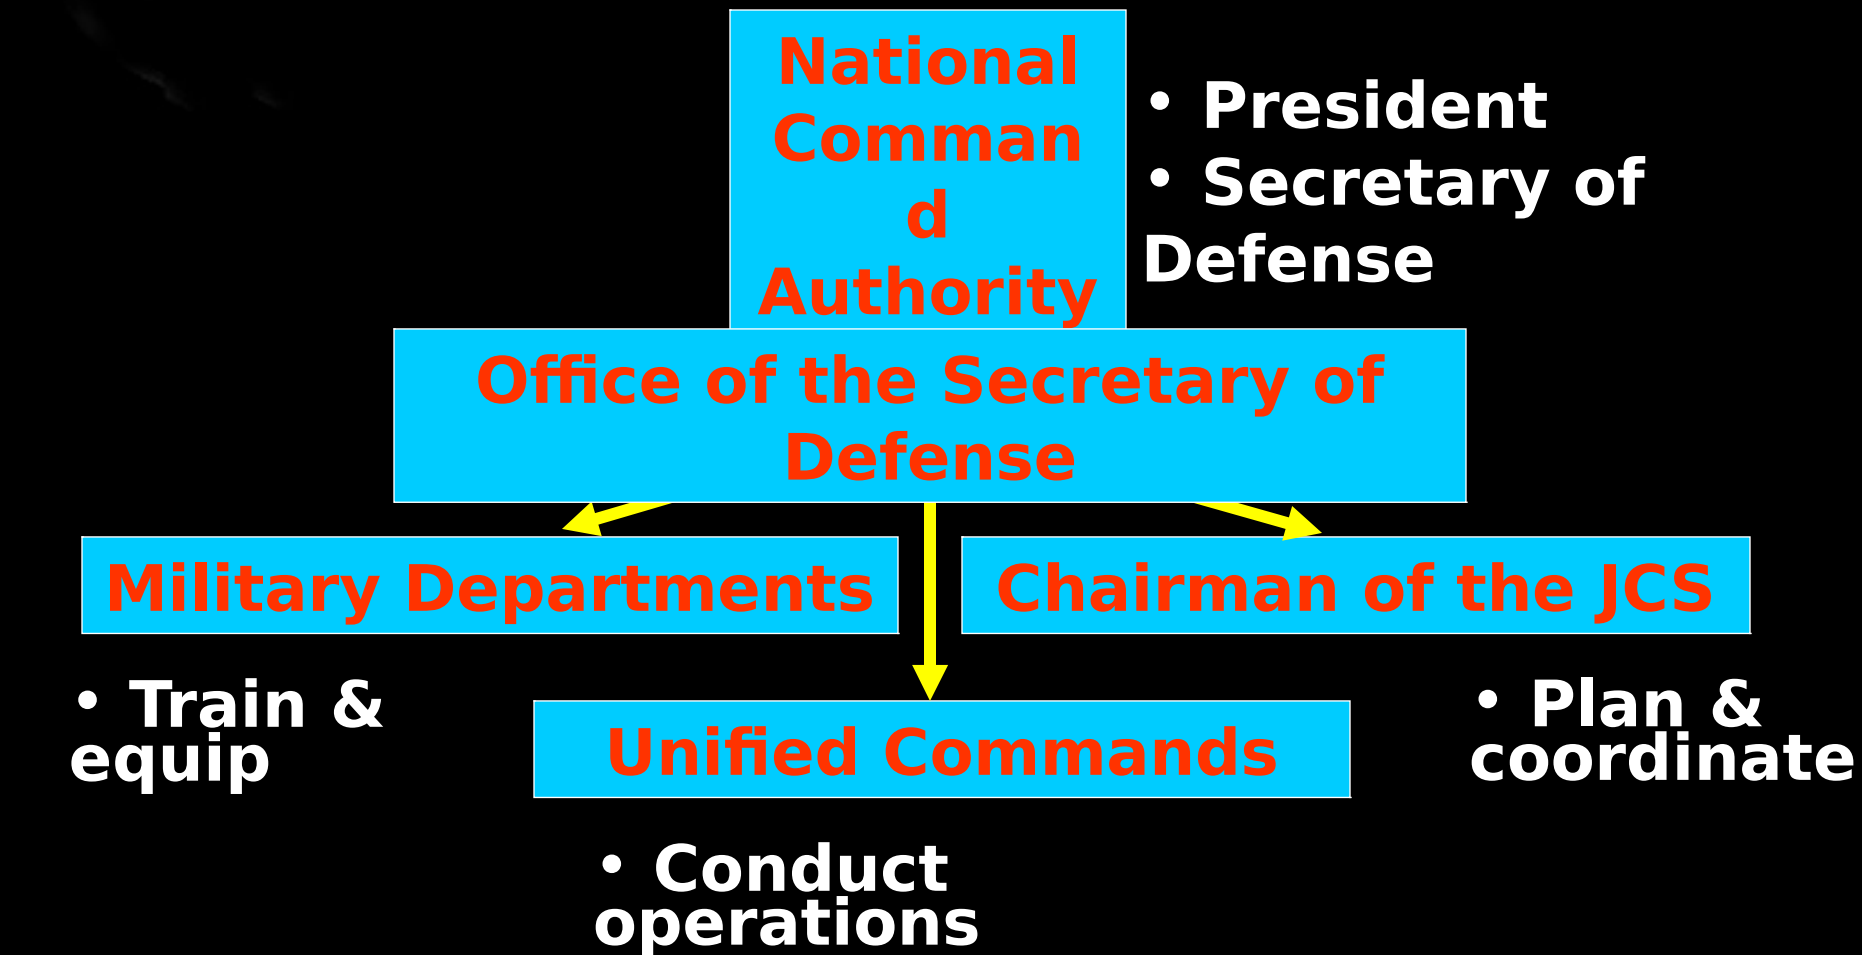 National
Comman
d
Authority
• President
• Secretary of
Defense
Office of the Secretary of
Defense
Military Departments
Chairman of the JCS
• Train &
equip
Unified Commands
• Plan &
coordinate
• Conduct
operations